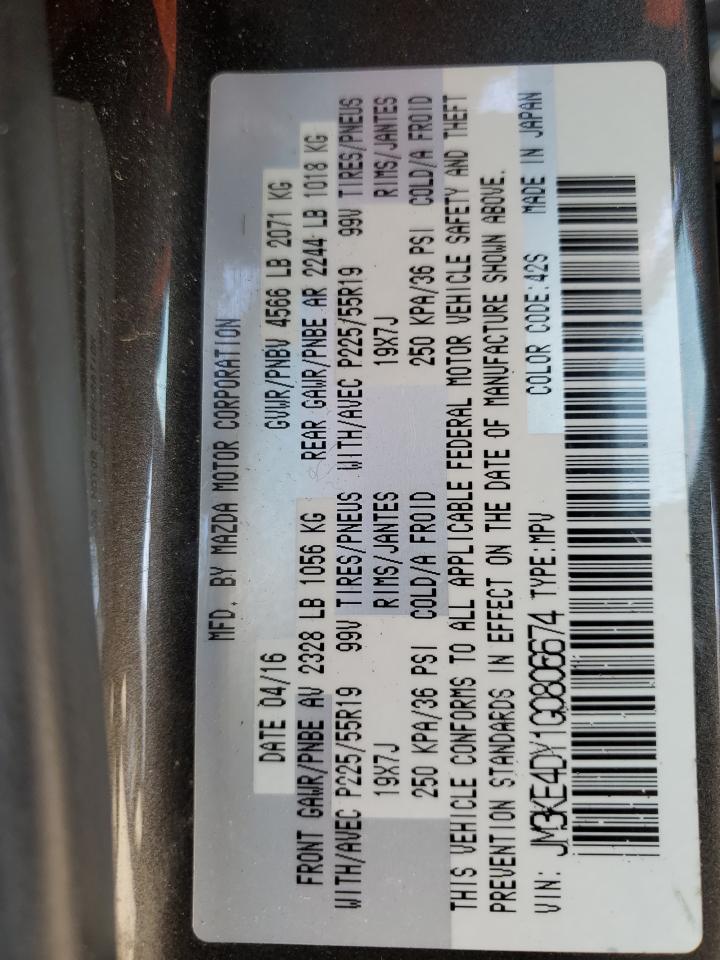 MFD. BY MAZDA MOTOR CORPORATION
DATE 04/16 GVWR/PNBV 4566 LB 2071 KG
FRONT GAWR/PNBE AV 2328 LB 1056 KG REAR GAWR/PNBE AR 2244 LB 1018 KG
WITH/AVEC P225/55R19 99V TIRES/PNEUS WITH/AVEC P225/55R19 99V TIRES/PNEUS
19X7J RIMS/JANTES 19X7J RIMS/JANTES
250 KPA/36 PSI COLD/A FROID 250 KPA/36 PSI COLD/A FROID
THIS VEHICLE CONFORMS TO ALL APPLICABLE FEDERAL MOTOR VEHICLE SAFETY AND THEFT
PREVENTION STANDARDS IN EFFECT ON THE DATE OF MANUFACTURE SHOWN ABOVE.
VIN: JM3KE4DY1G0806674 TYPE:MPV COLOR CODE:42S MADE IN JAPAN